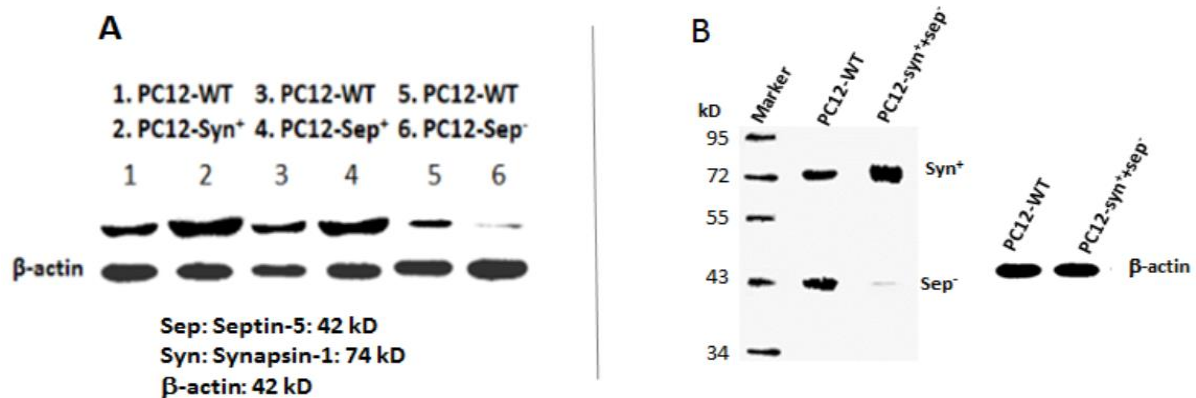 A
1. PC12-WT 3. PC12-WT 5. PC12-WT
2. PC12-Syn⁺ 4. PC12-Sep⁺ 6. PC12-Sep⁻
1 2 3 4 5 6
β-actin
Sep: Septin-5: 42 kD
Syn: Synapsin-1: 74 kD
β-actin: 42 kD
B
kD
Marker
PC12-WT
PC12-syn⁺+sep⁻
95
72
55
43
34
Syn⁺
Sep⁻
PC12-WT
PC12-syn⁺+sep⁻
β-actin